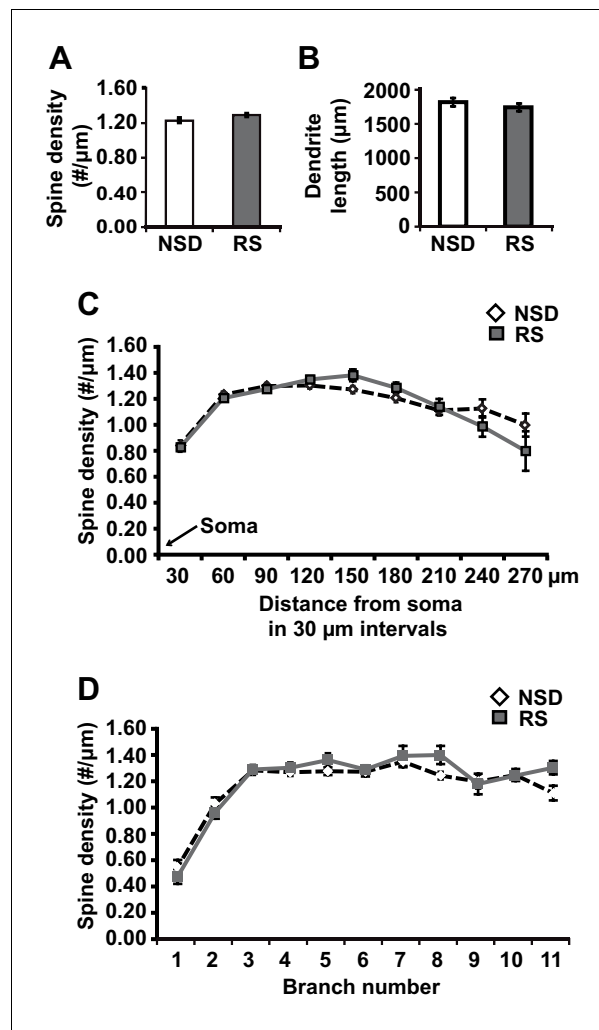 A
Spine density
(#/µm)
1.60
1.20
0.80
0.40
0.00
NSD RS
B
Dendrite
length (µm)
2000
1500
1000
500
0
NSD RS
C
NSD
RS
Spine density (#/µm)
1.60
1.40
1.20
1.00
0.80
0.60
0.40
0.20
0.00
Soma
30 60 90 120 150 180 210 240 270 µm
Distance from soma
in 30 µm intervals
D
NSD
RS
Spine density (#/µm)
1.60
1.40
1.20
1.00
0.80
0.60
0.40
0.20
0.00
1 2 3 4 5 6 7 8 9 10 11
Branch number